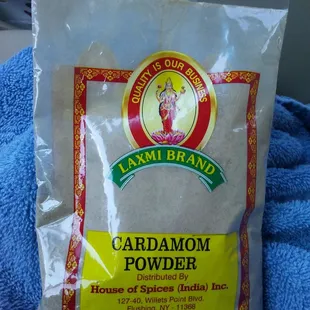 QUALITY IS OUR BUSINESS
LAXMI BRAND
CARDAMOM
POWDER
Distributed By
House of Spices (India) Inc.
127-40, Willets Point Blvd.
Flushing, NY - 11368